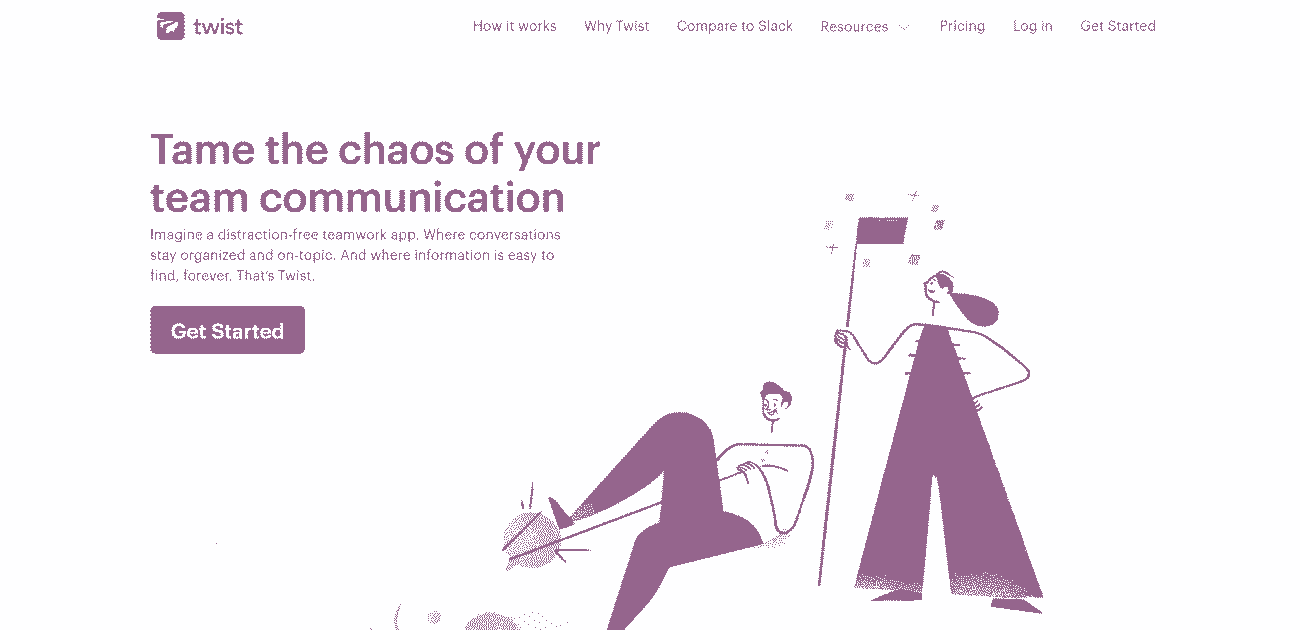 twist
How it works
Why Twist
Compare to Slack
Resources
Pricing
Log in
Get Started
Tame the chaos of your
team communication
Imagine a distraction-free teamwork app. Where conversations
stay organized and on-topic. And where information is easy to
find, forever. That's Twist.
Get Started